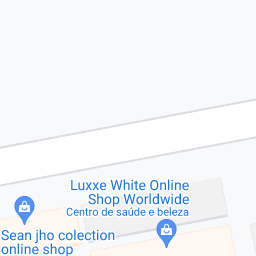 Luxxe White Online
Shop Worldwide
Centro de saúde e beleza
Sean jho colection
online shop